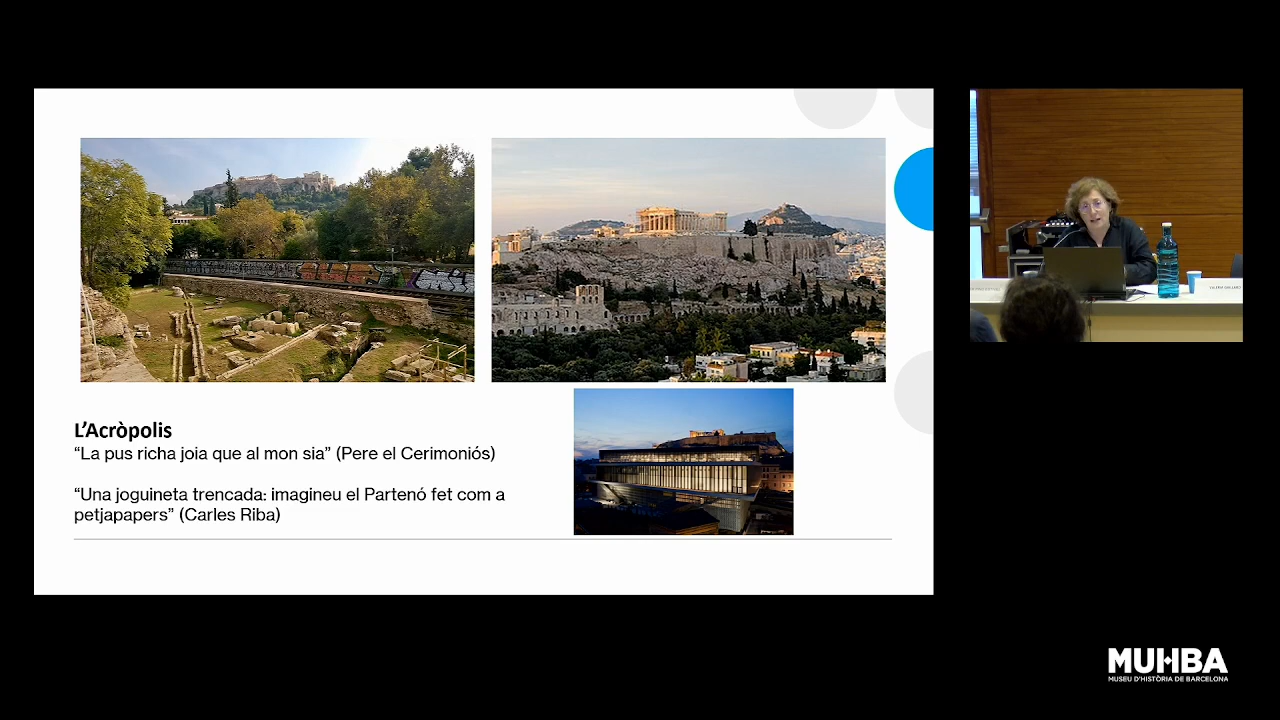 L'Acròpolis
“La pus richa joia que al mon sia” (Pere el Cerimoniós)
“Una joguineta trencada: imagineu el Partenó fet com a
petjapapers” (Carles Riba)
MUHBA
MUSEU D'HISTÒRIA DE BARCELONA